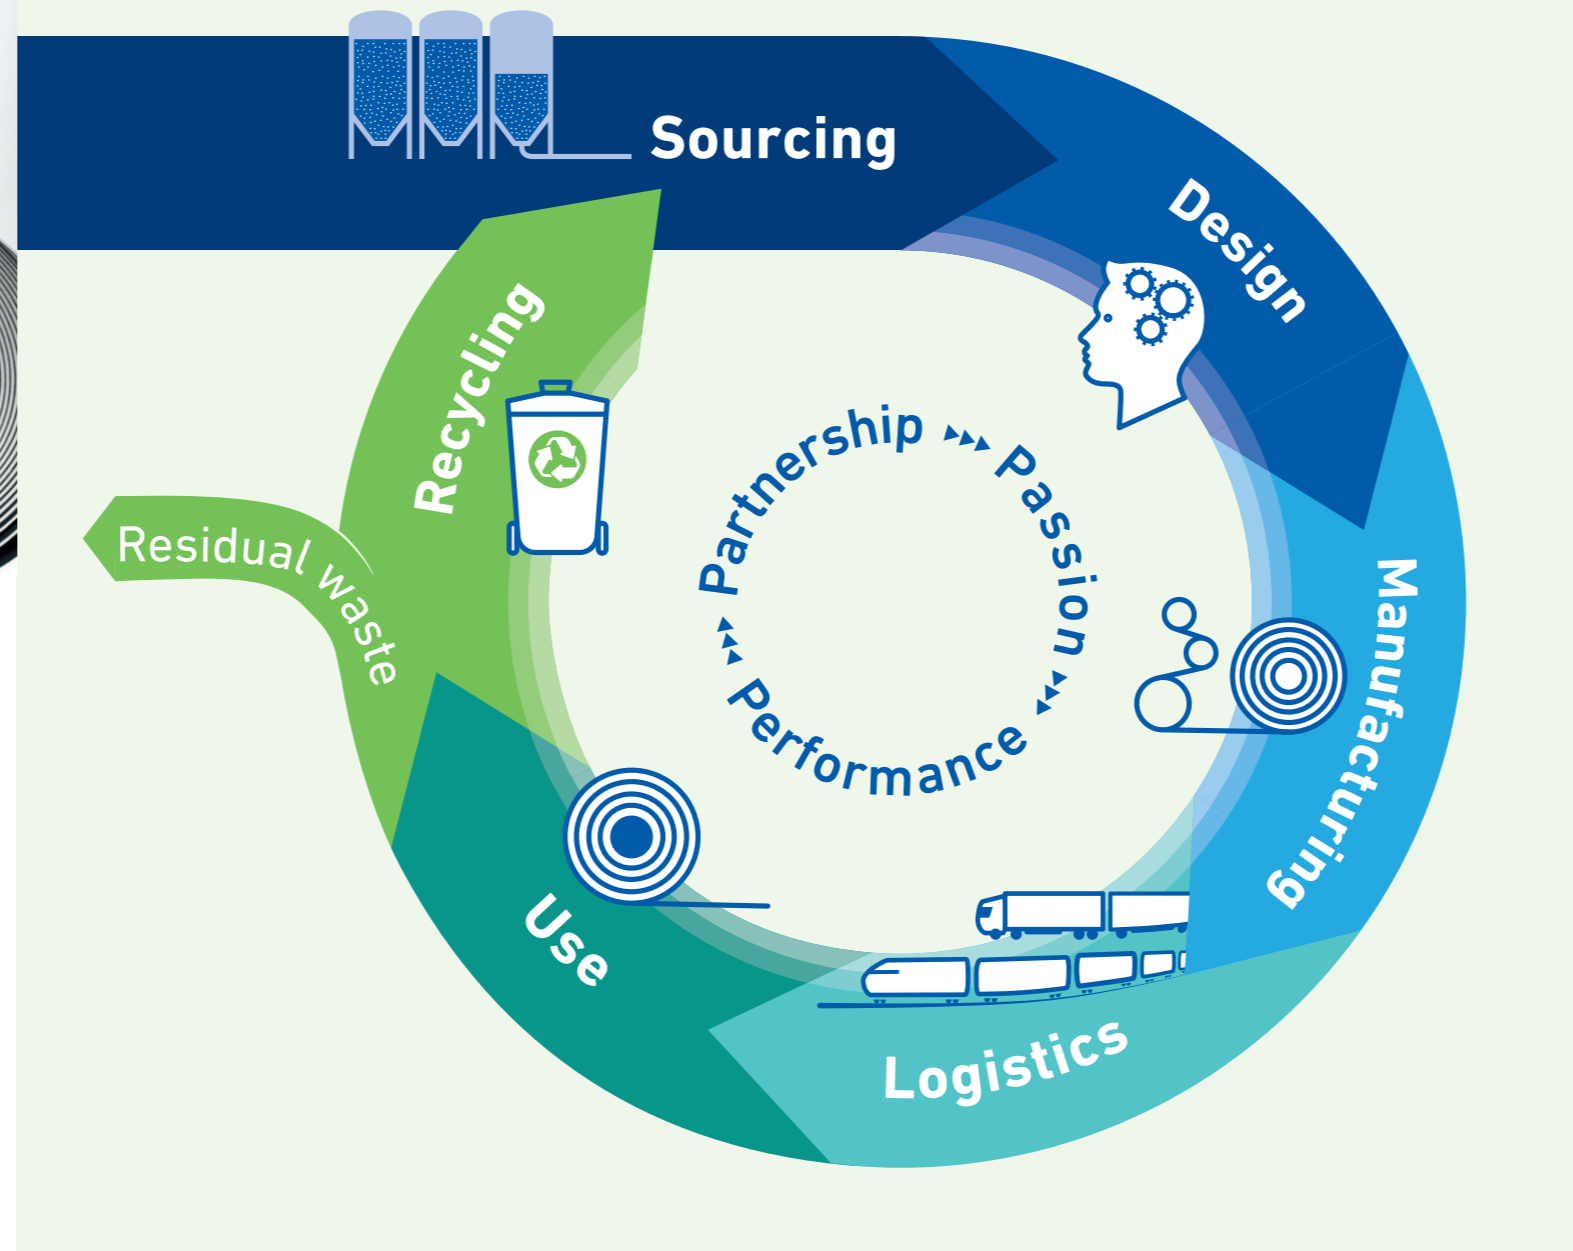 Sourcing
Design
Manufacturing
Logistics
Use
Recycling
Residual waste
Partnership
Passion
Performance